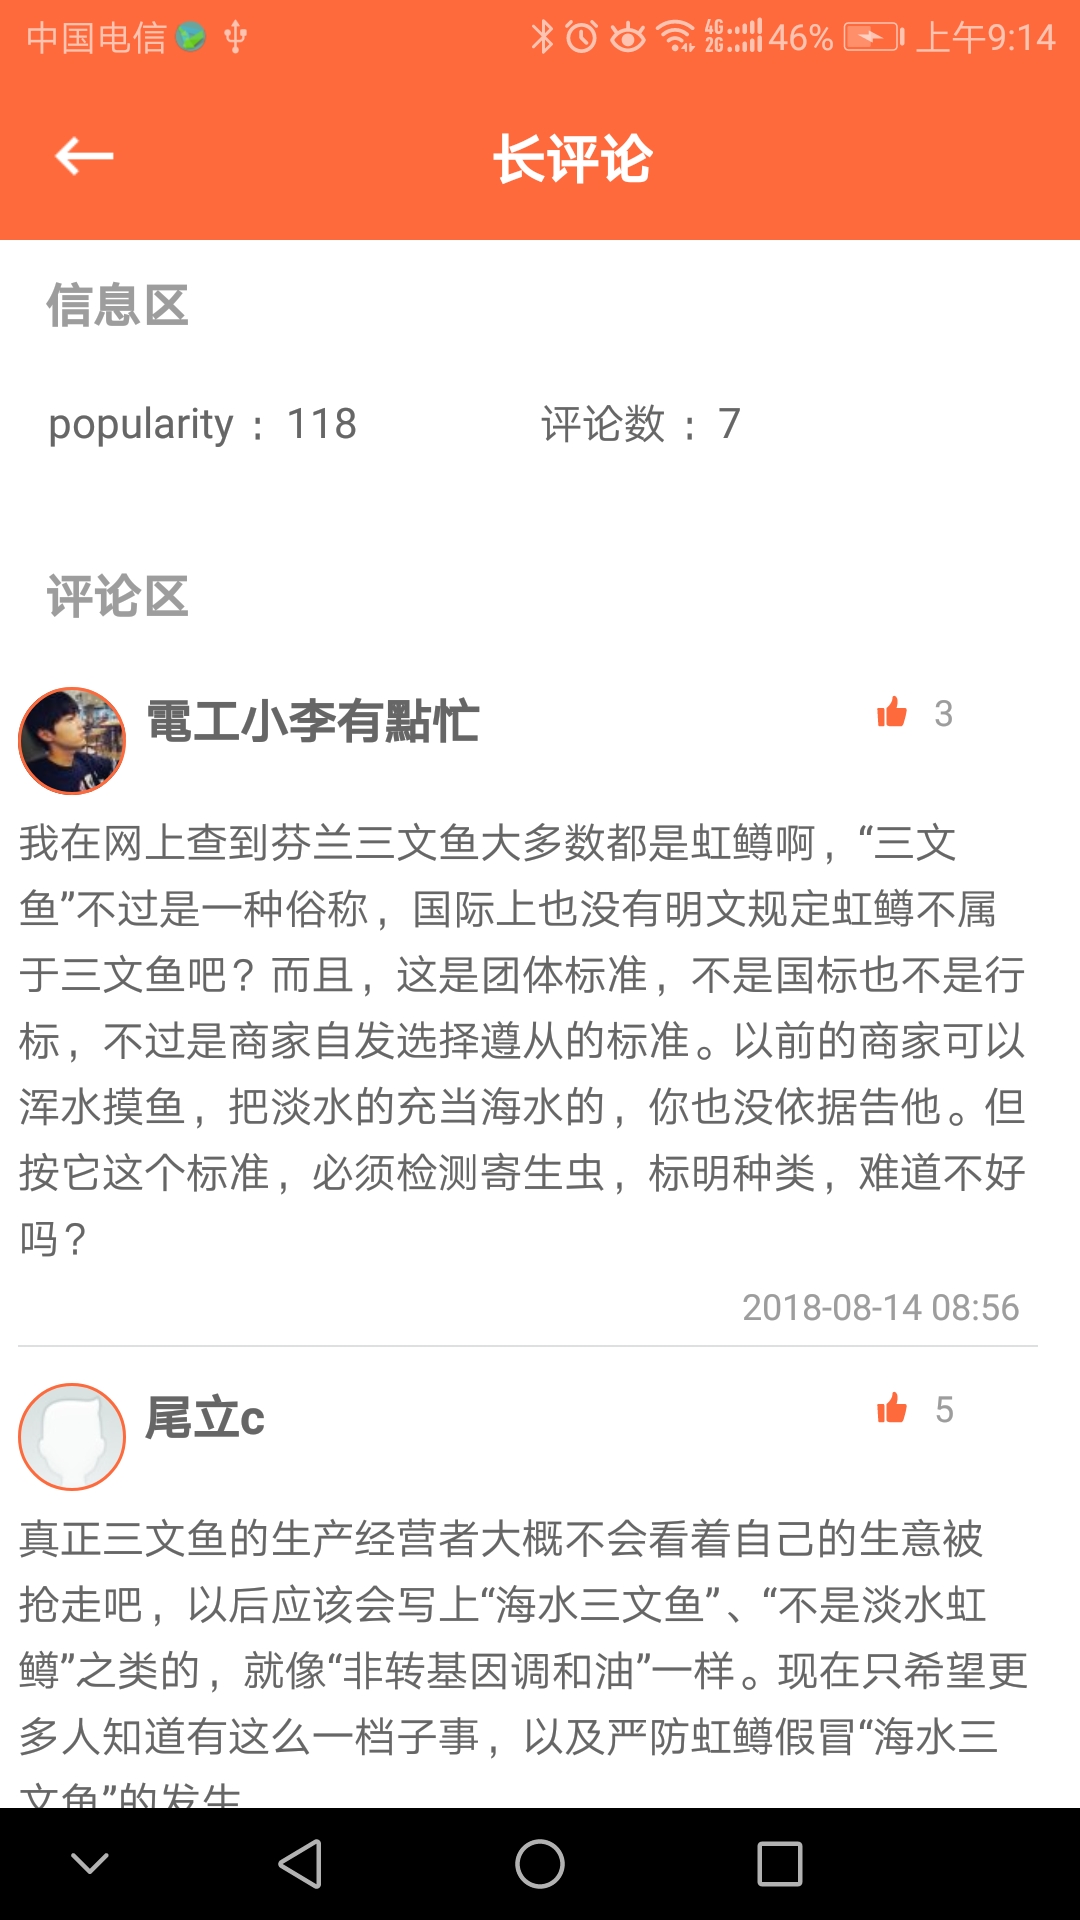 中国电信 46% 上午9:14
长评论
信息区
popularity : 118 评论数 : 7
评论区
電工小李有點忙 3
我在网上查到芬兰三文鱼大多数都是虹鳟啊，“三文
鱼”不过是一种俗称，国际上也没有明文规定虹鳟不属
于三文鱼吧？而且，这是团体标准，不是国标也不是行
标，不过是商家自发选择遵从的标准。以前的商家可以
浑水摸鱼，把淡水的充当海水的，你也没依据告他。但
按它这个标准，必须检测寄生虫，标明种类，难道不好
吗？
2018-08-14 08:56
尾立c 5
真正三文鱼的生产经营者大概不会看着自己的生意被
抢走吧，以后应该会写上“海水三文鱼”、“不是淡水虹
鳟”之类的，就像“非转基因调和油”一样。现在只希望更
多人知道有这么一档子事，以及严防虹鳟假冒“海水三
文鱼”的发生